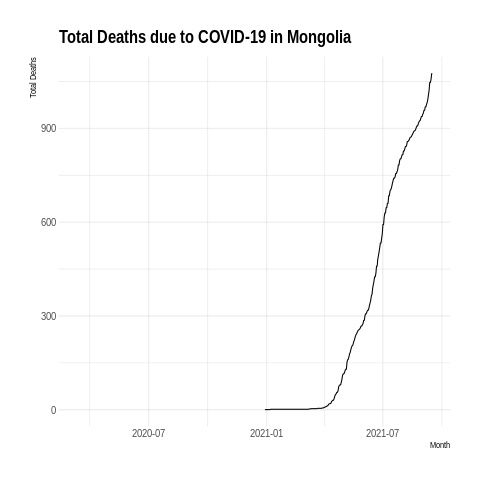 Total Deaths due to COVID-19 in Mongolia
Total Deaths
900
600
300
0
2020-07
2021-01
2021-07
Month